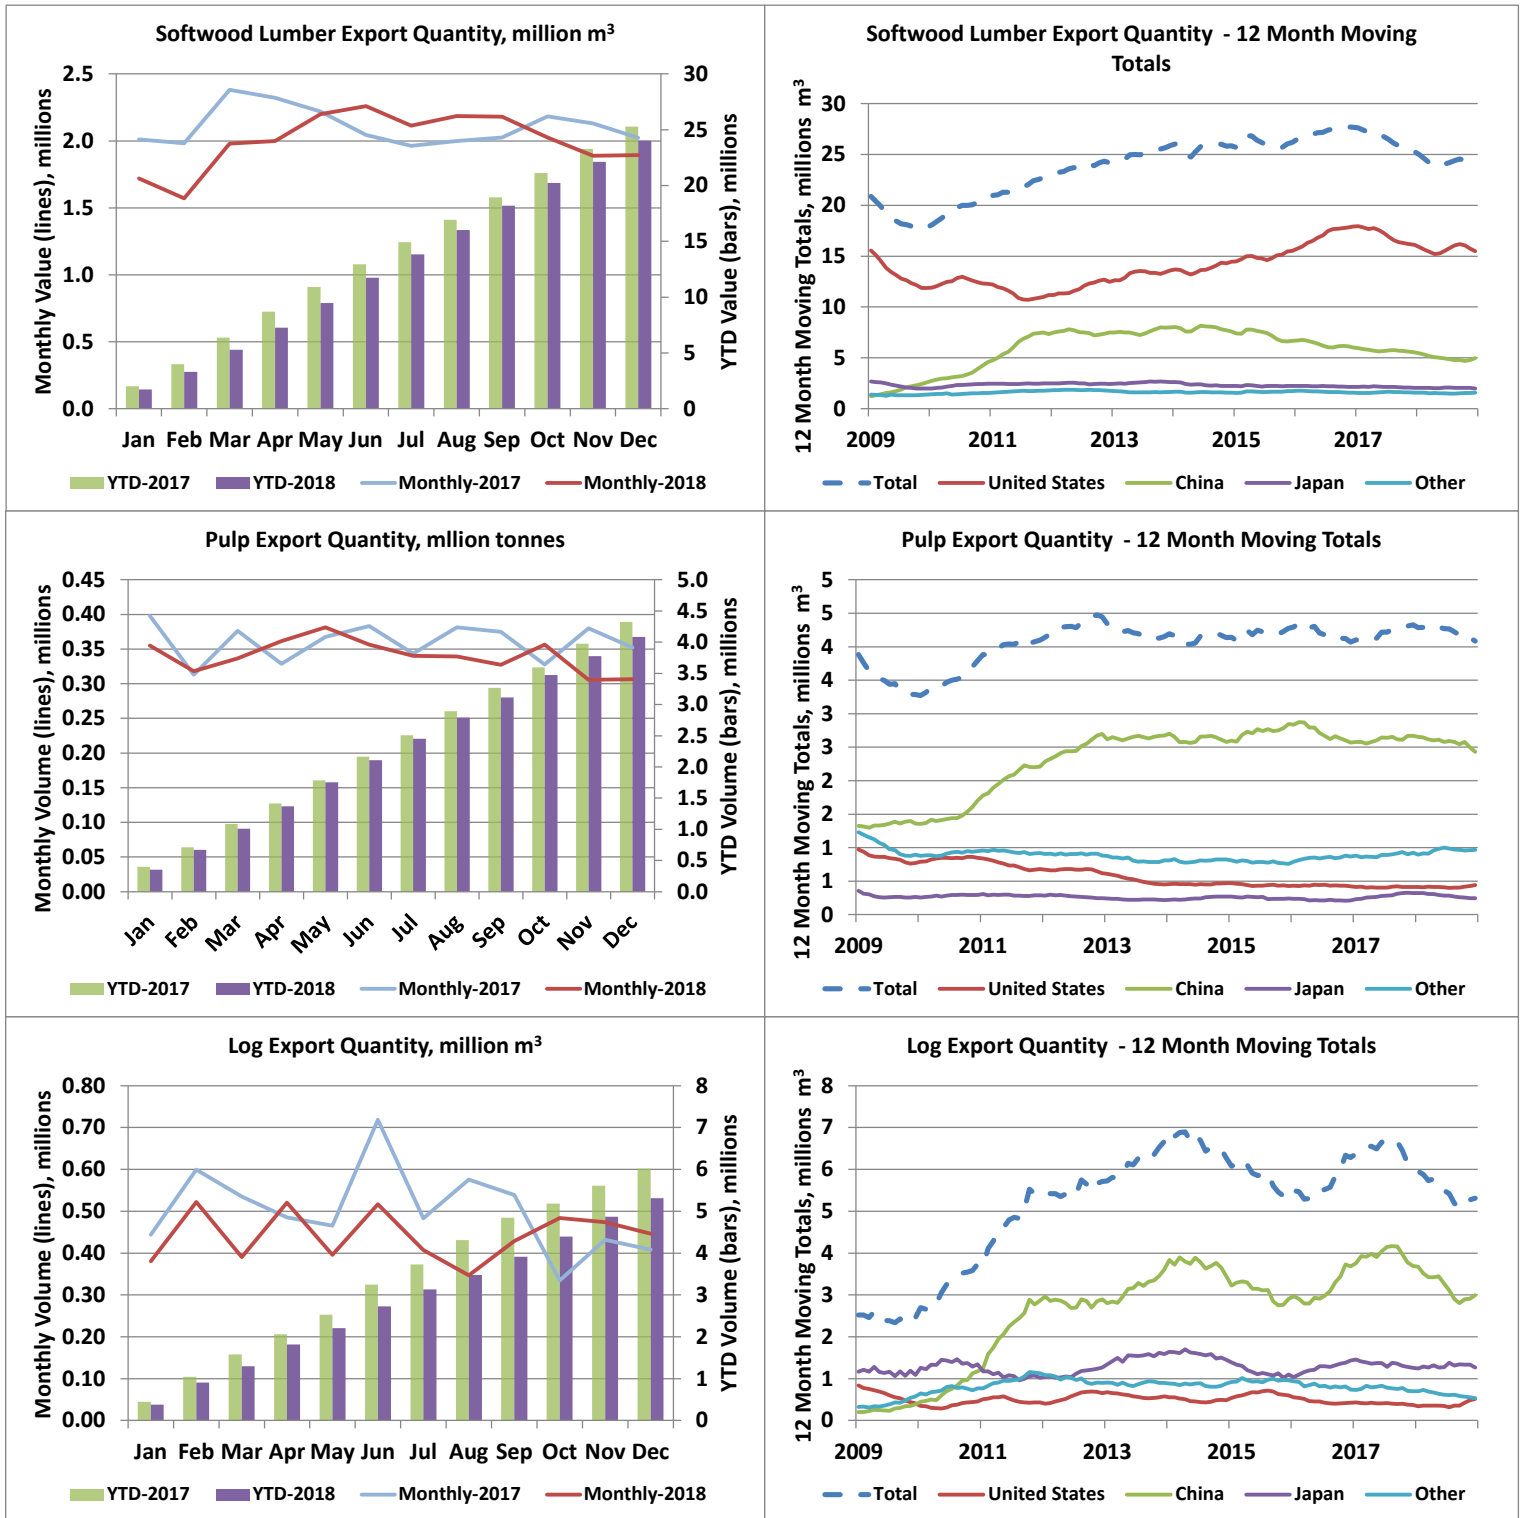 Softwood Lumber Export Quantity, million m³
Monthly Value (lines), millions
2.5
2.0
1.5
1.0
0.5
0.0
30
25
20
15
10
5
0
YTD Value (bars), millions
Jan Feb Mar Apr May Jun Jul Aug Sep Oct Nov Dec
YTD-2017 YTD-2018 Monthly-2017 Monthly-2018
Softwood Lumber Export Quantity - 12 Month Moving
Totals
12 Month Moving Totals, millions m³
30
25
20
15
10
5
0
2009 2011 2013 2015 2017
Total United States China Japan Other
Pulp Export Quantity, mllion tonnes
Monthly Volume (lines), millions
0.45
0.40
0.35
0.30
0.25
0.20
0.15
0.10
0.05
0.00
5.0
4.5
4.0
3.5
3.0
2.5
2.0
1.5
1.0
0.5
0.0
YTD Volume (bars), millions
Jan Feb Mar Apr May Jun Jul Aug Sep Oct Nov Dec
YTD-2017 YTD-2018 Monthly-2017 Monthly-2018
Pulp Export Quantity - 12 Month Moving Totals
12 Month Moving Totals, millions m³
5
5
4
4
3
3
2
2
1
1
0
2009 2011 2013 2015 2017
Total United States China Japan Other
Log Export Quantity, million m³
Monthly Volume (lines), millions
0.80
0.70
0.60
0.50
0.40
0.30
0.20
0.10
0.00
8
7
6
5
4
3
2
1
0
YTD Volume (bars), millions
Jan Feb Mar Apr May Jun Jul Aug Sep Oct Nov Dec
YTD-2017 YTD-2018 Monthly-2017 Monthly-2018
Log Export Quantity - 12 Month Moving Totals
12 Month Moving Totals, millions m³
8
7
6
5
4
3
2
1
0
2009 2011 2013 2015 2017
Total United States China Japan Other